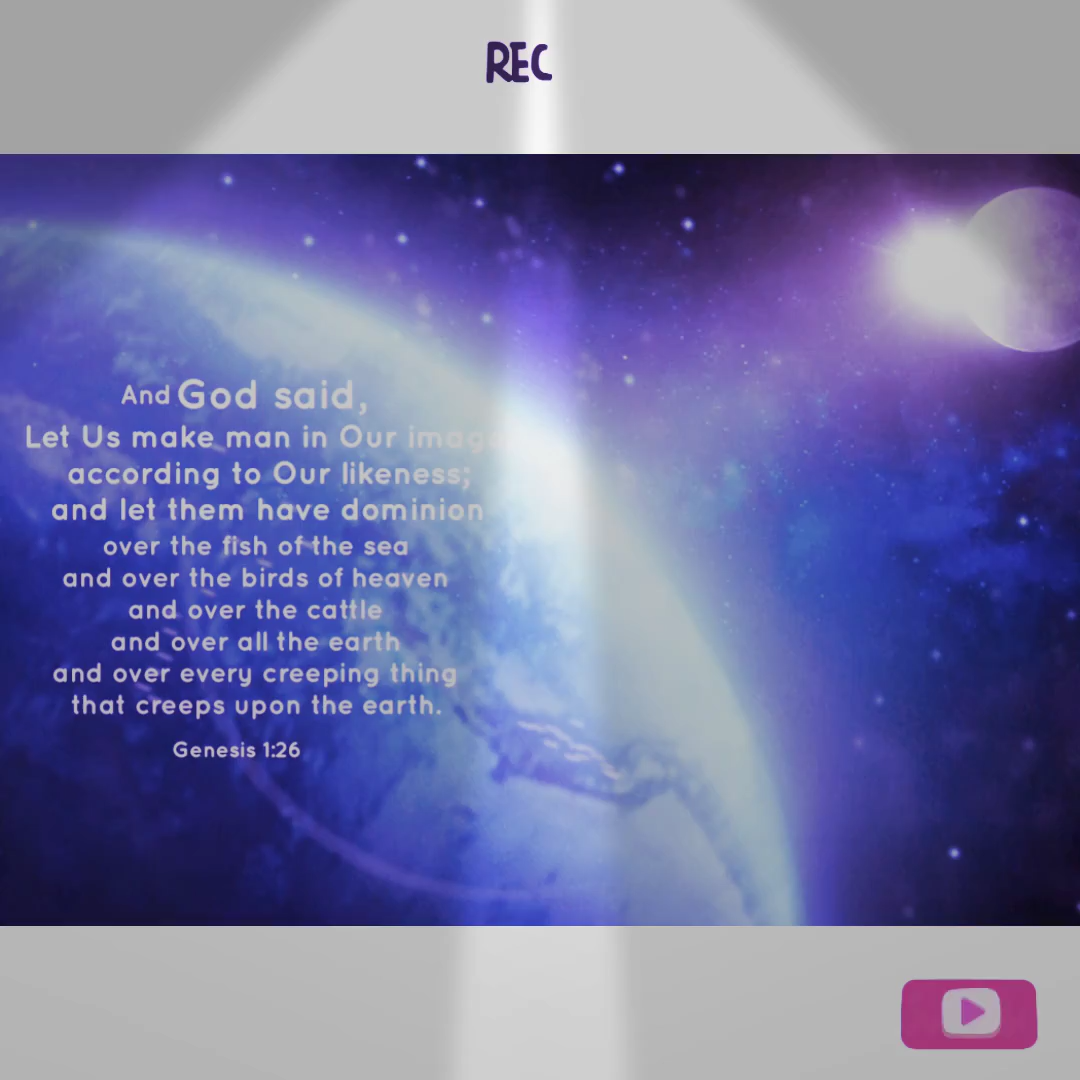 REC
And God said,
Let Us make man in Our image
according to Our likeness;
and let them have dominion
over the fish of the sea
and over the birds of heaven
and over the cattle
and over all the earth
and over every creeping thing
that creeps upon the earth.
Genesis 1:26